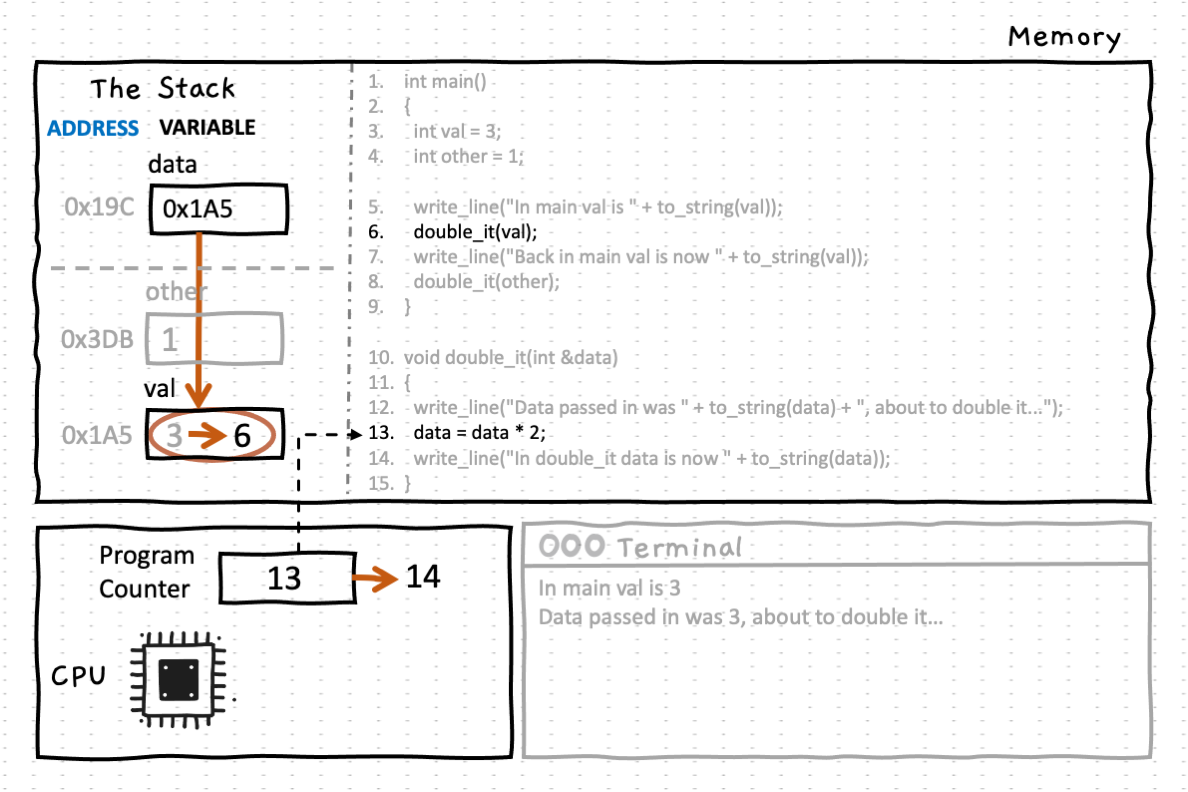 Memory
The Stack
ADDRESS VARIABLE
data
0x19C 0x1A5
other
0x3DB 1
val
0x1A5 3 6
1. int main()
2. {
3. int val = 3;
4. int other = 1;
5. write_line("In main val is " + to_string(val));
6. double_it(val);
7. write_line("Back in main val is now " + to_string(val));
8. double_it(other);
9. }
10. void double_it(int &data)
11. {
12. write_line("Data passed in was " + to_string(data) + ", about to double it...");
13. data = data * 2;
14. write_line("In double_it data is now " + to_string(data));
15. }
Program
Counter
13 14
CPU
Terminal
In main val is 3
Data passed in was 3, about to double it...